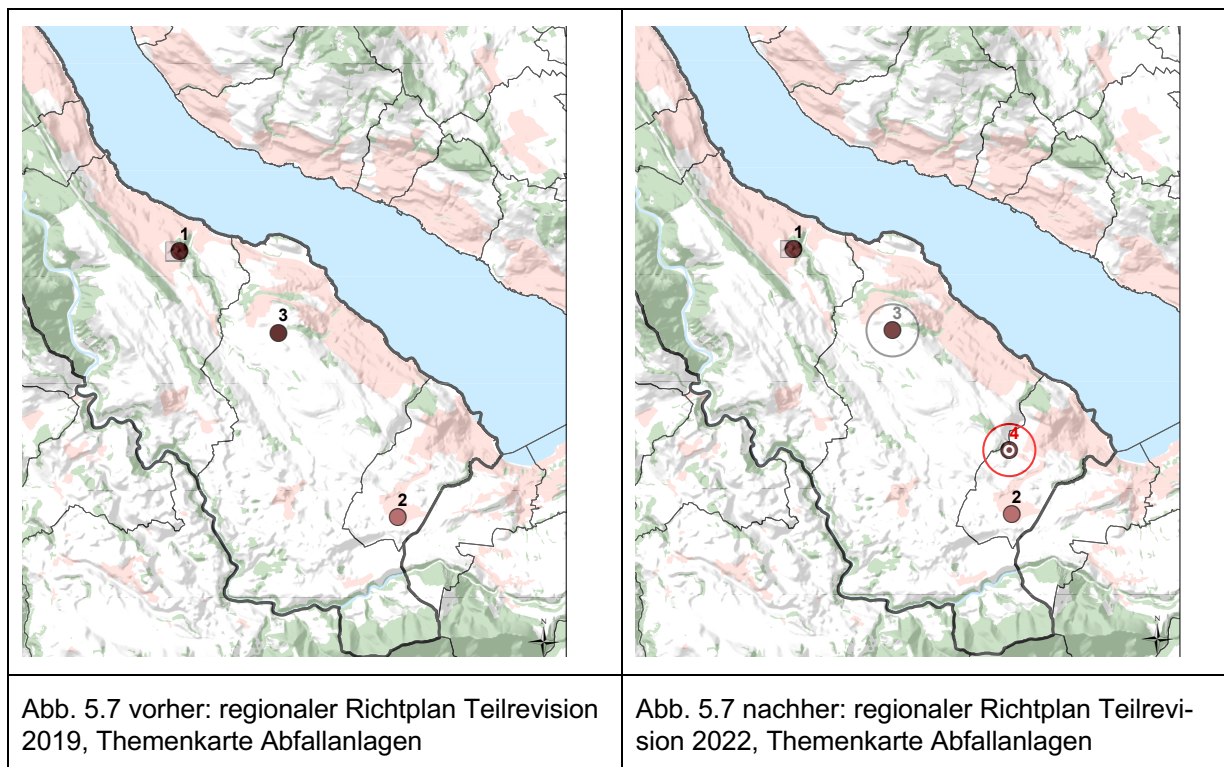 1
3
2
N
1
3
4
2
N
Abb. 5.7 vorher: regionaler Richtplan Teilrevision
2019, Themenkarte Abfallanlagen
Abb. 5.7 nachher: regionaler Richtplan Teilrevi-
sion 2022, Themenkarte Abfallanlagen